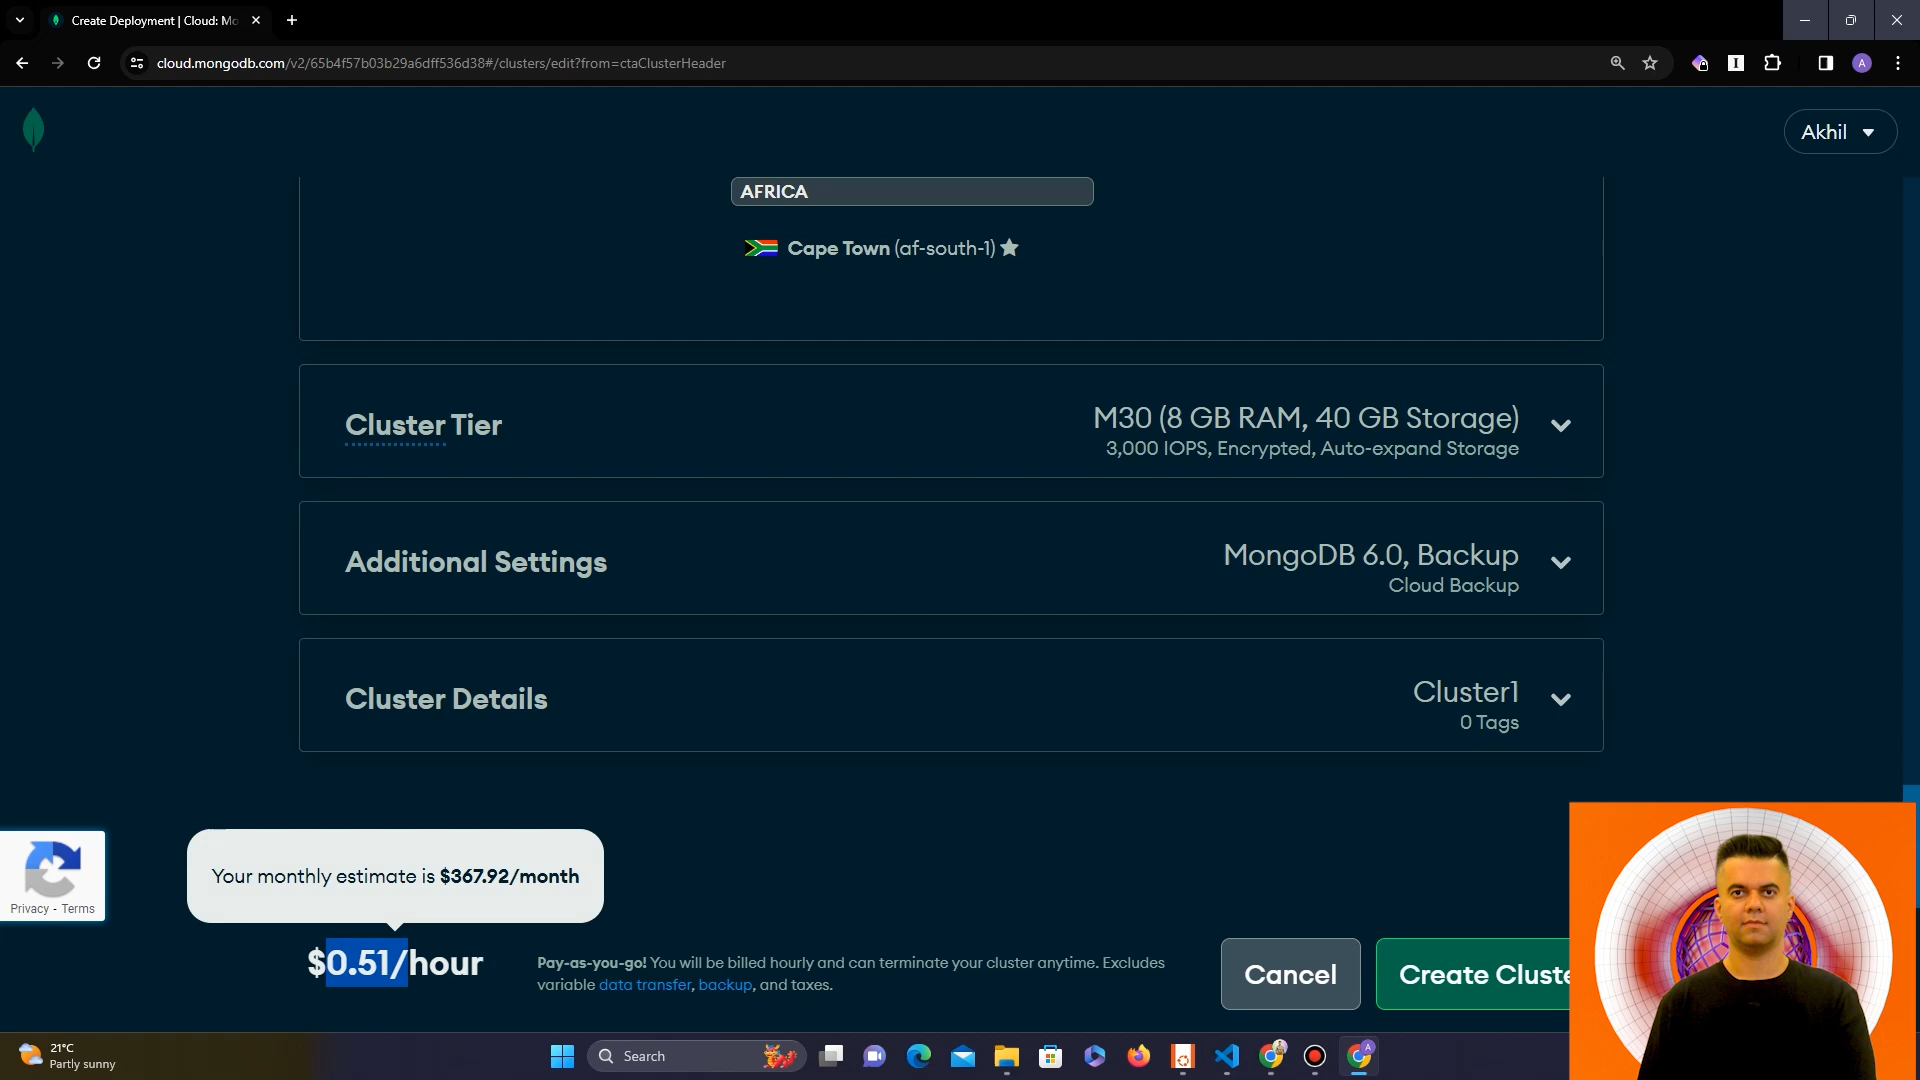 Create Deployment | Cloud: Mo
cloud.mongodb.com/v2/65b4f57b03b29a6dff536d38#/clusters/edit?from=ctaClusterHeader
A
Akhil
AFRICA
Cape Town (af-south-1)
Cluster Tier
M30 (8 GB RAM, 40 GB Storage)
3,000 IOPS, Encrypted, Auto-expand Storage
Additional Settings
MongoDB 6.0, Backup
Cloud Backup
Cluster Details
Cluster1
0 Tags
Your monthly estimate is $367.92/month
Privacy - Terms
$0.51/hour
Pay-as-you-go! You will be billed hourly and can terminate your cluster anytime. Excludes
variable data transfer, backup, and taxes.
Cancel
Create Cluste
21°C
Partly sunny
Search
A